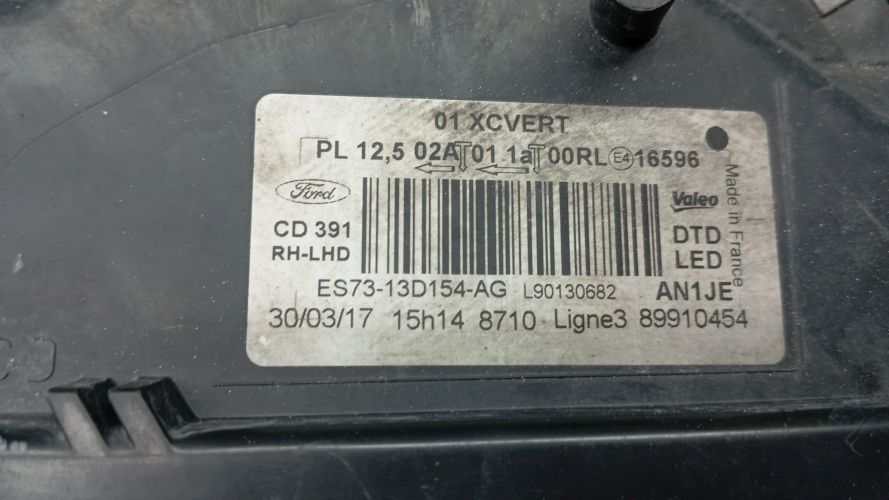 01 XCVERT
PL 12,5 02A 01 1a 00RL E4 16596
Ford
Valeo
Made in France
CD 391
DTD
RH-LHD
LED
ES73-13D154-AG L90130682 AN1JE
30/03/17 15h14 8710 Ligne3 89910454